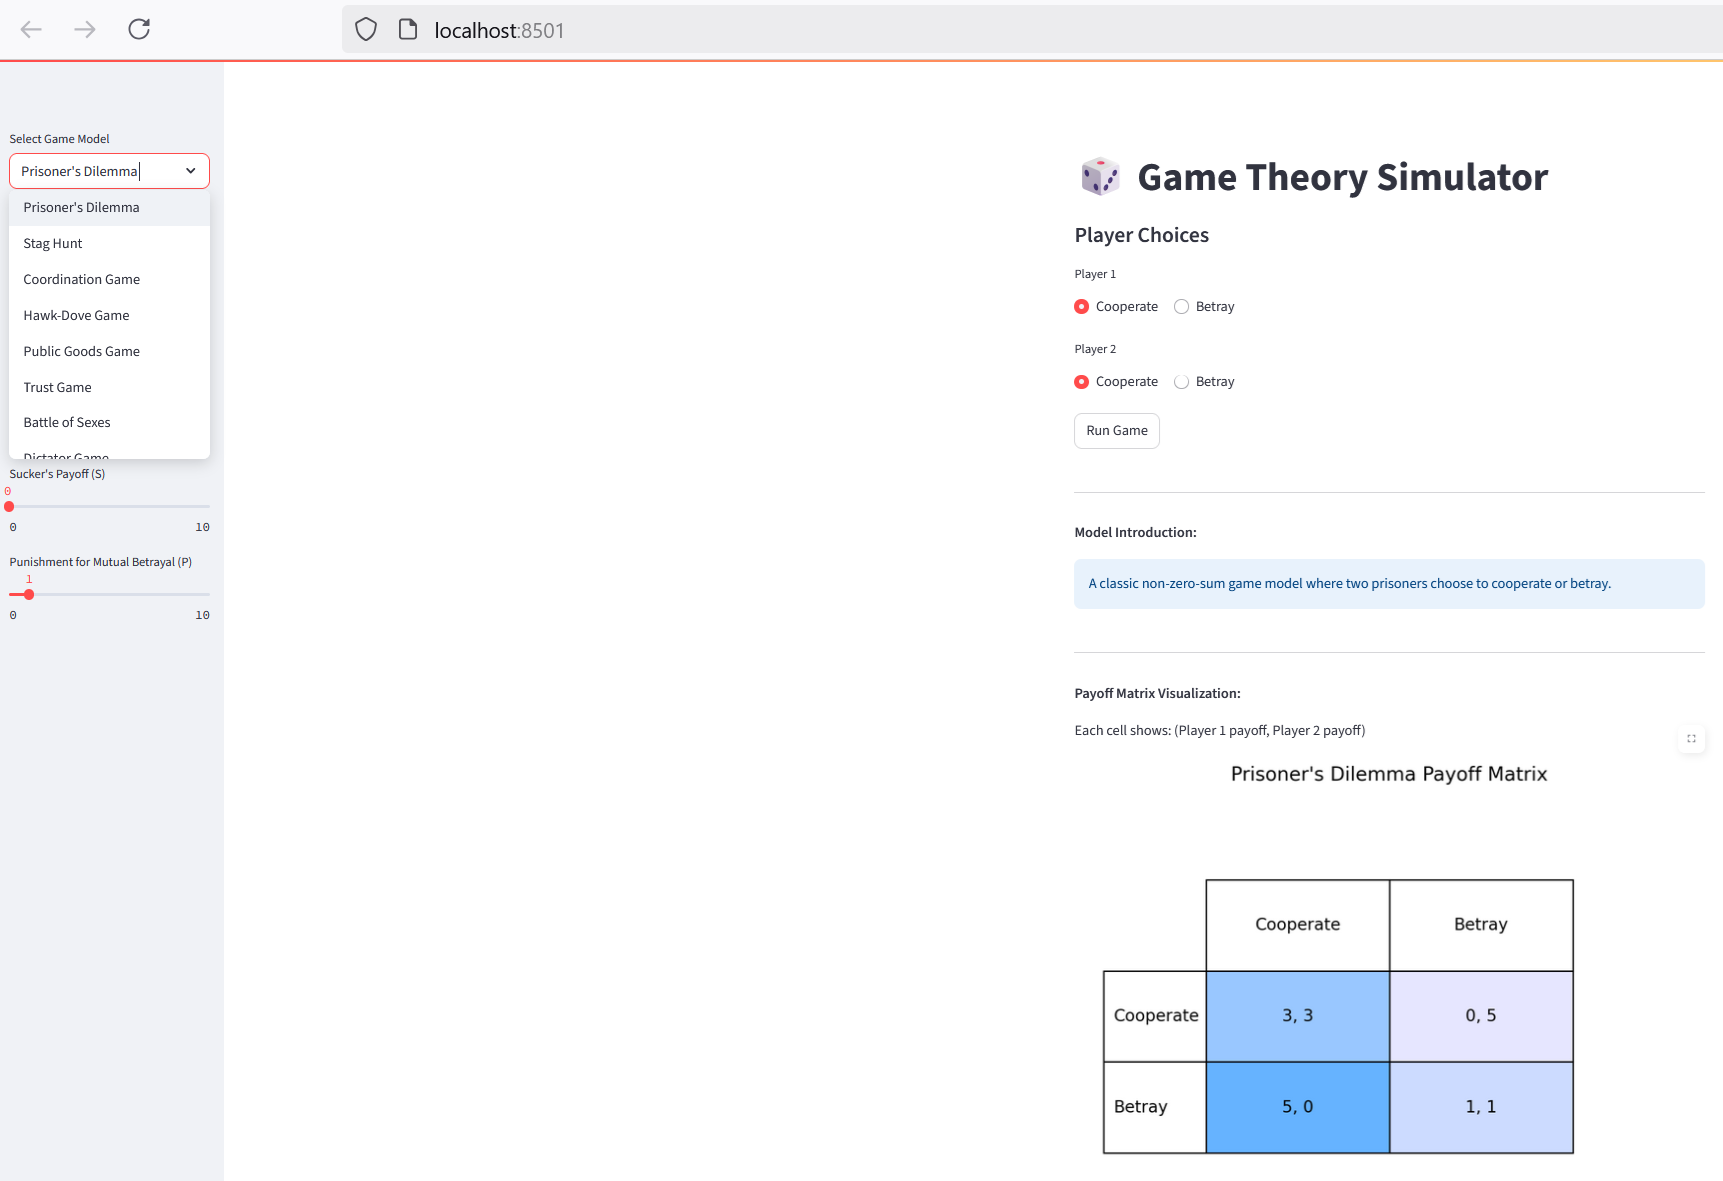 localhost:8501
Select Game Model
Prisoner's Dilemma
Prisoner's Dilemma
Stag Hunt
Coordination Game
Hawk-Dove Game
Public Goods Game
Trust Game
Battle of Sexes
Dictator Game
Sucker's Payoff (S)
0
0 10
Punishment for Mutual Betrayal (P)
1
0 10
Game Theory Simulator
Player Choices
Player 1
Cooperate Betray
Player 2
Cooperate Betray
Run Game
Model Introduction:
A classic non-zero-sum game model where two prisoners choose to cooperate or betray.
Payoff Matrix Visualization:
Each cell shows: (Player 1 payoff, Player 2 payoff)
Prisoner's Dilemma Payoff Matrix
Cooperate Betray
Cooperate 3, 3 0, 5
Betray 5, 0 1, 1